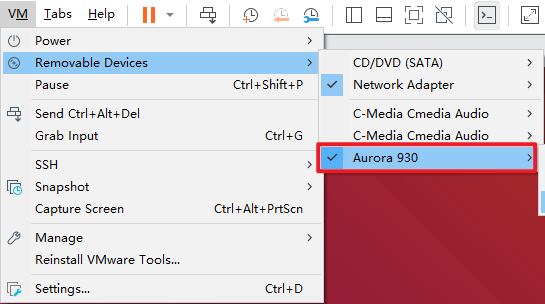 VM Tabs Help
Power
Removable Devices
Pause Ctrl+Shift+P
Send Ctrl+Alt+Del
Grab Input Ctrl+G
SSH
Snapshot
Capture Screen Ctrl+Alt+PrtScn
Manage
Reinstall VMware Tools...
Settings... Ctrl+D
CD/DVD (SATA)
Network Adapter
C-Media Cmedia Audio
C-Media Cmedia Audio
Aurora 930